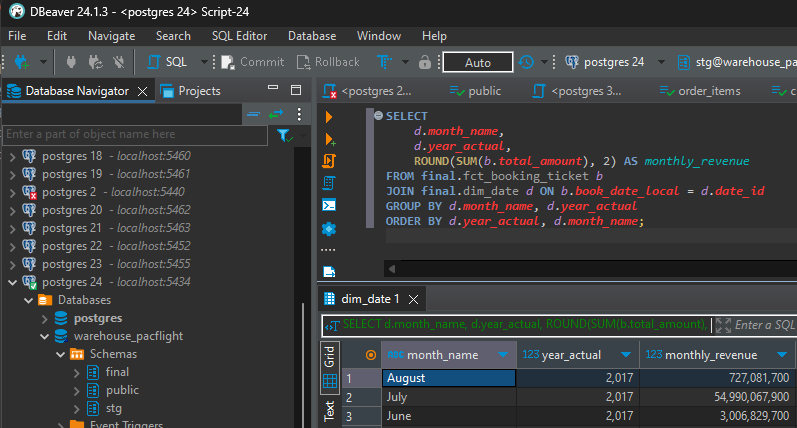 DBeaver 24.1.3 - <postgres 24> Script-24
File Edit Navigate Search SQL Editor Database Window Help
SQL Commit Rollback Auto postgres 24 stg@warehouse_pa
Database Navigator Projects
<postgres 2... public <postgres 3... order_items c
Enter a part of object name here
postgres 18 - localhost:5460
postgres 19 - localhost:5461
postgres 2 - localhost:5440
postgres 20 - localhost:5462
postgres 21 - localhost:5463
postgres 22 - localhost:5452
postgres 23 - localhost:5455
postgres 24 - localhost:5434
Databases
postgres
warehouse_pacflight
Schemas
final
public
stg
Event Triggers
SELECT
d.month_name,
d.year_actual,
ROUND(SUM(b.total_amount), 2) AS monthly_revenue
FROM final.fct_booking_ticket b
JOIN final.dim_date d ON b.book_date_local = d.date_id
GROUP BY d.month_name, d.year_actual
ORDER BY d.year_actual, d.month_name;
dim_date 1
SELECT d.month_name, d.year_actual, ROUND(SUM(b.total_amount), Enter a SQL
Grid
Text
ABC month_name 123 year_actual 123 monthly_revenue
1 August 2,017 727,081,700
2 July 2,017 54,990,067,900
3 June 2,017 3,006,829,700